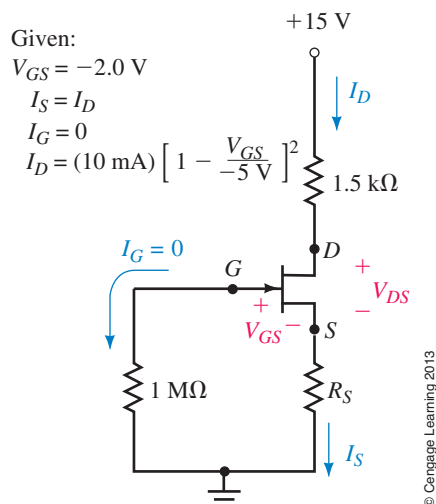 +15 V
Given:
V_GS = −2.0 V
I_S = I_D
I_G = 0
I_D = (10 mA) [ 1 − V_GS / −5 V ]²
I_D
1.5 kΩ
I_G = 0
G
D
+
V_DS
−
+
V_GS −
S
1 MΩ
R_S
I_S
© Cengage Learning 2013